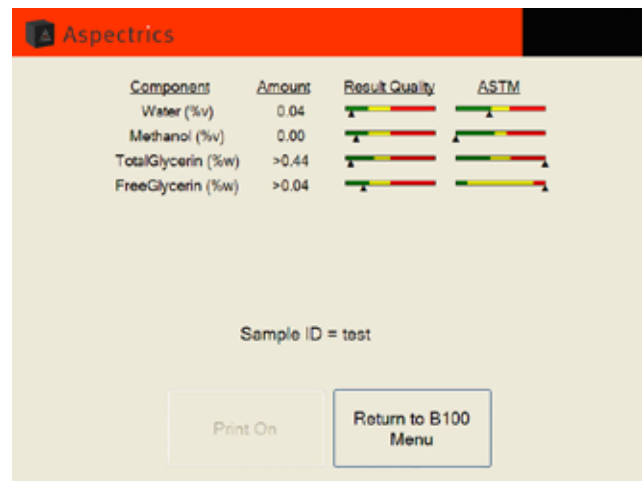 Aspectrics
Component Amount Result Quality ASTM
Water (%v) 0.04
Methanol (%v) 0.00
TotalGlycerin (%w) >0.44
FreeGlycerin (%w) >0.04
Sample ID = test
Print On
Return to B100
Menu